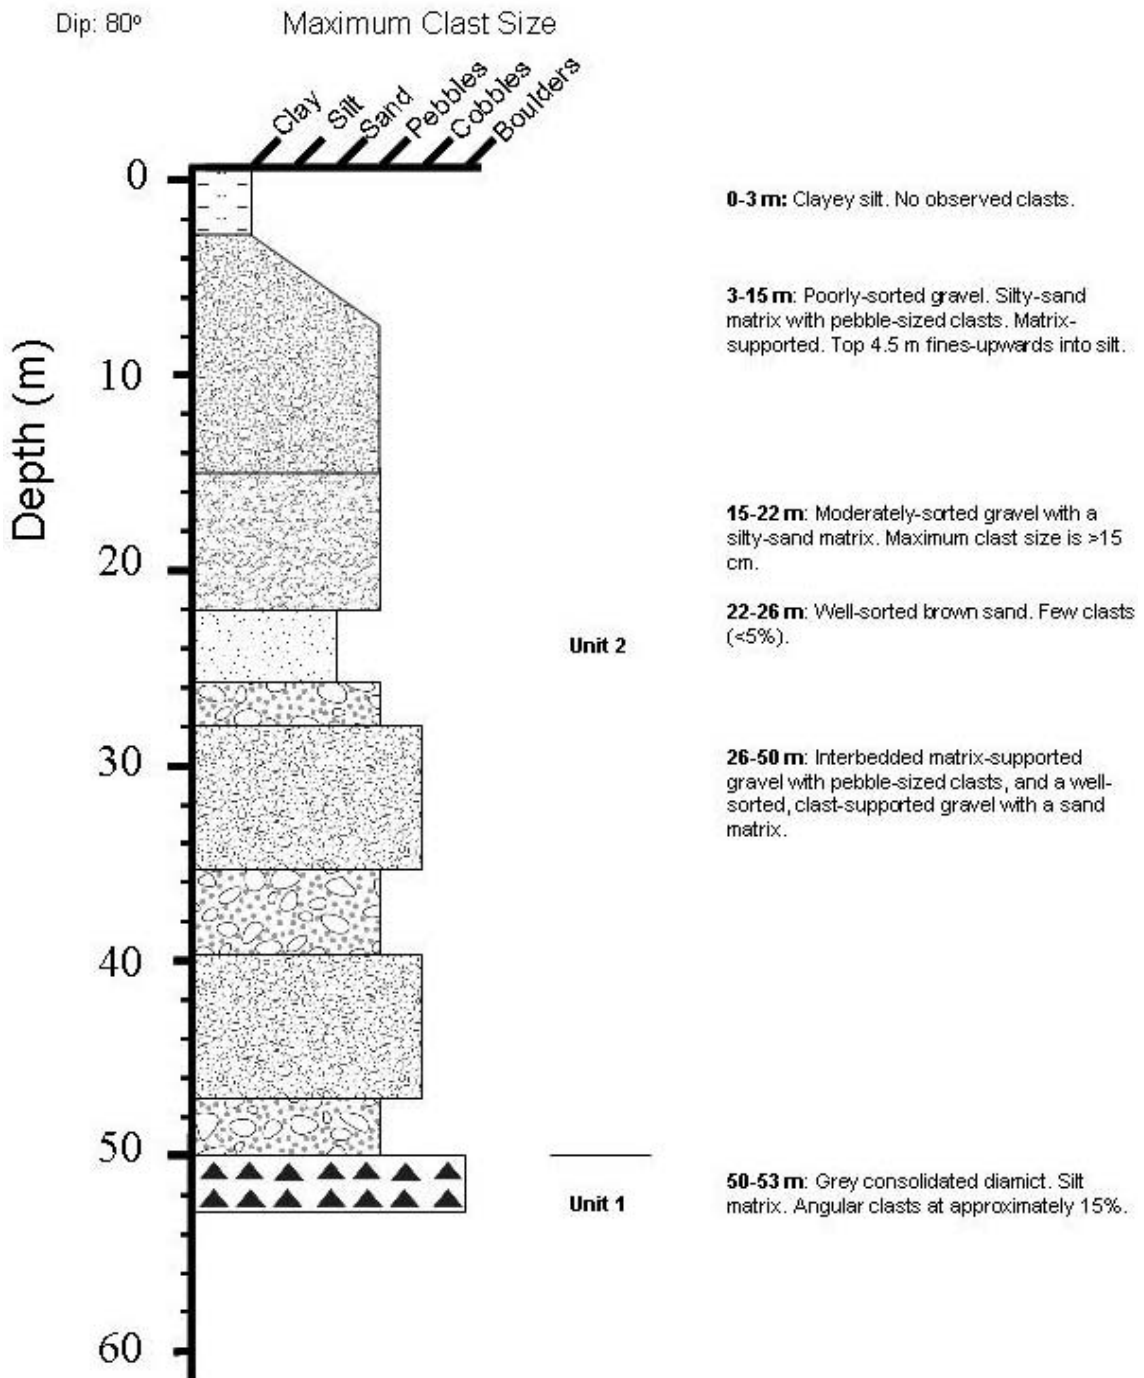 Dip: 80º
Maximum Clast Size
Clay
Silt
Sand
Pebbles
Cobbles
Boulders
Depth (m)
0
10
20
30
40
50
60
0-3 m: Clayey silt. No observed clasts.
3-15 m: Poorly-sorted gravel. Silty-sand
matrix with pebble-sized clasts. Matrix-
supported. Top 4.5 m fines-upwards into silt.
15-22 m: Moderately-sorted gravel with a
silty-sand matrix. Maximum clast size is >15
cm.
22-26 m: Well-sorted brown sand. Few clasts
(<5%).
Unit 2
26-50 m: Interbedded matrix-supported
gravel with pebble-sized clasts, and a well-
sorted, clast-supported gravel with a sand
matrix.
50-53 m: Grey consolidated diamict. Silt
matrix. Angular clasts at approximately 15%.
Unit 1